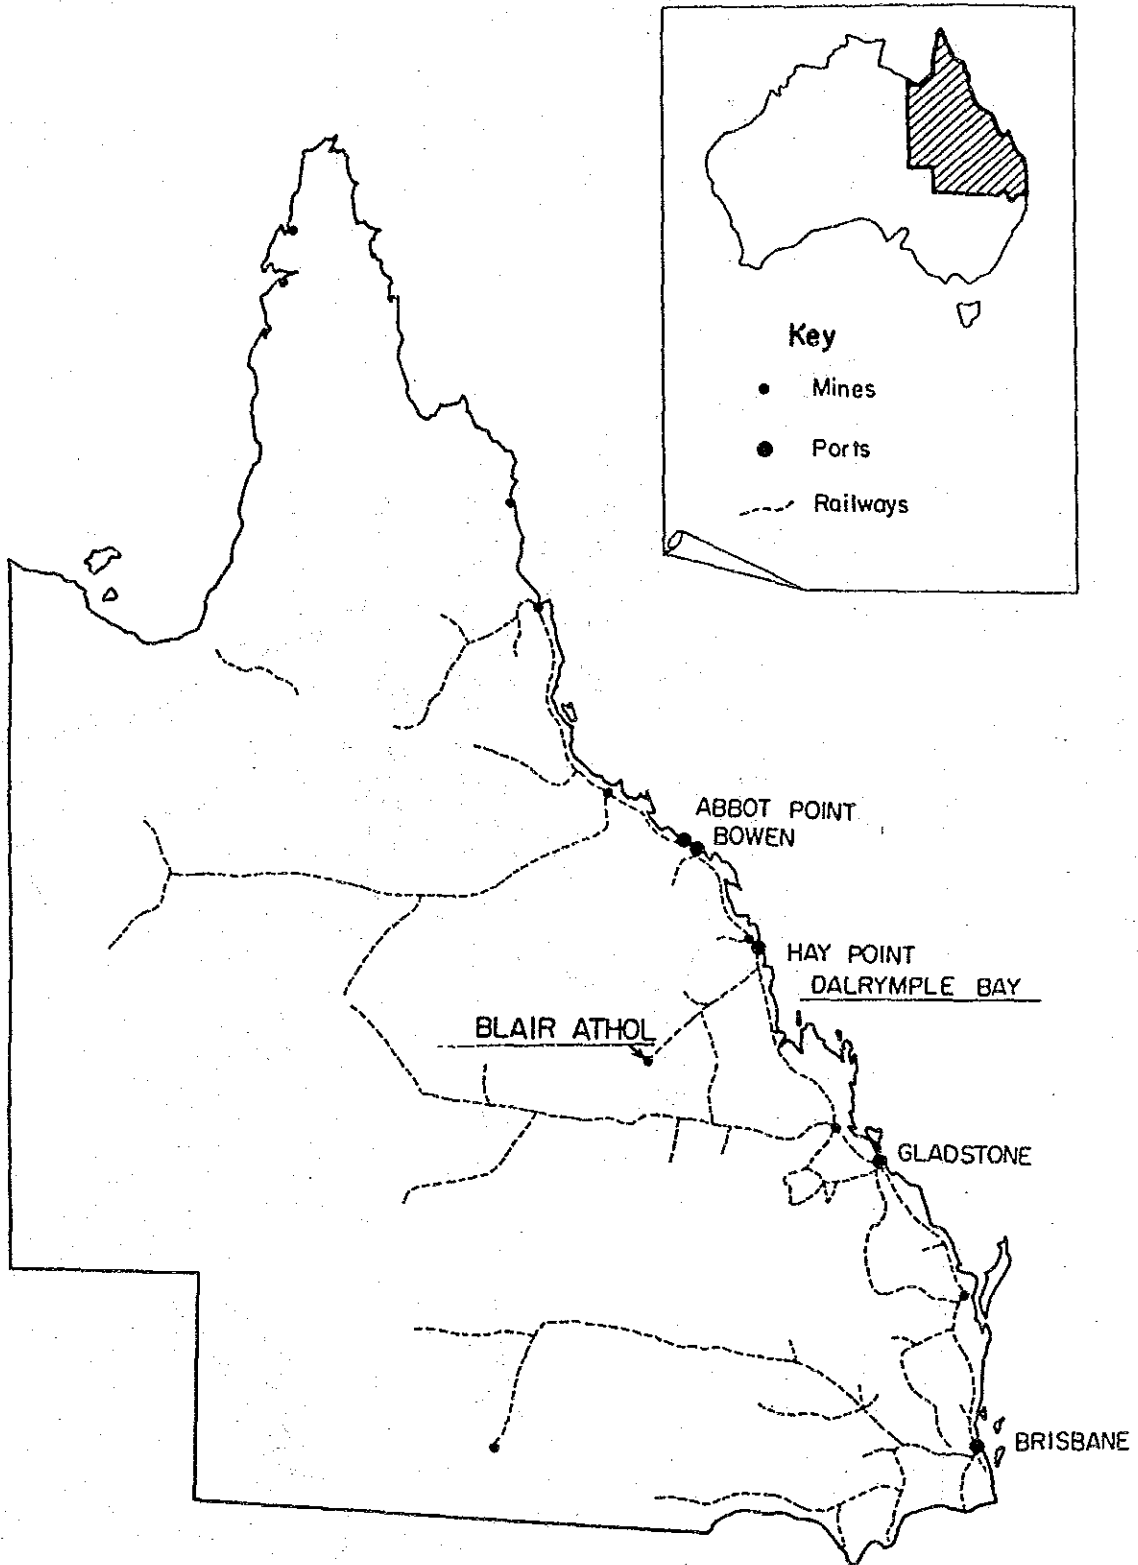 Key
Mines
Ports
Railways
ABBOT POINT
BOWEN
HAY POINT
DALRYMPLE BAY
BLAIR ATHOL
GLADSTONE
BRISBANE